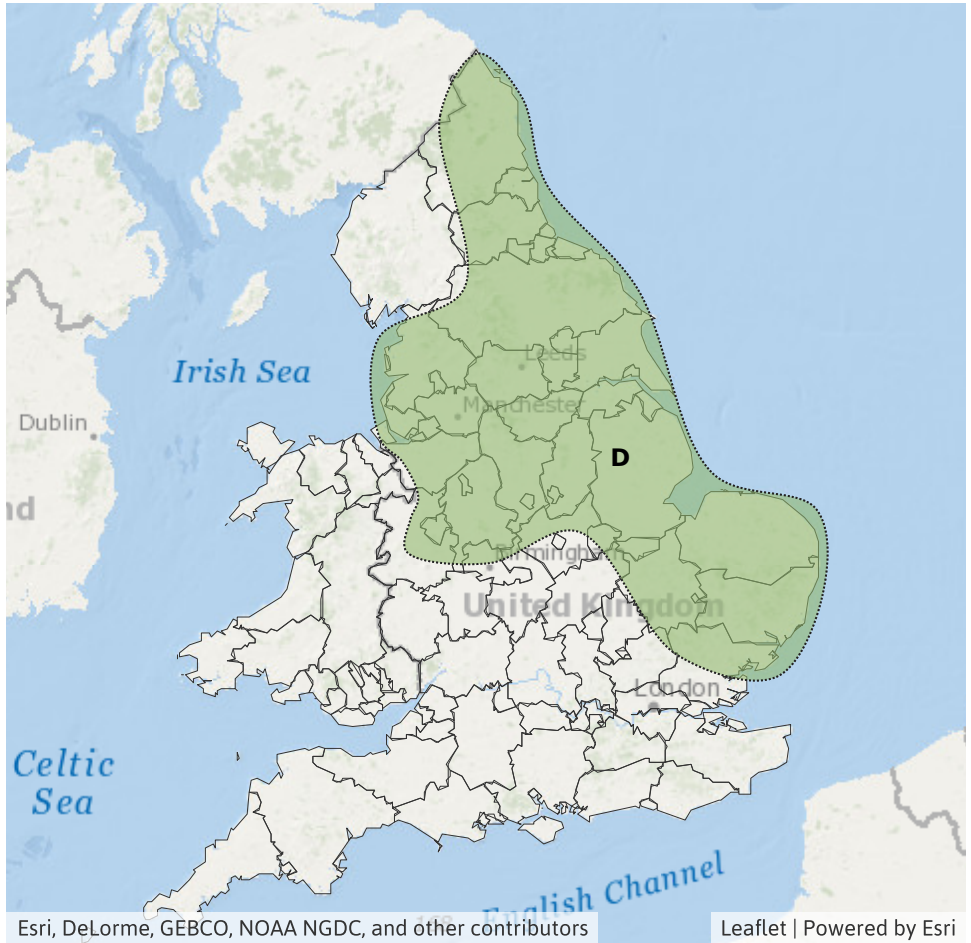 Leeds
Irish Sea
Manchester
Dublin
D
nd
Birmingham
United Kingdom
London
Celtic
Sea
English Channel
Esri, DeLorme, GEBCO, NOAA NGDC, and other contributors
Leaflet | Powered by Esri